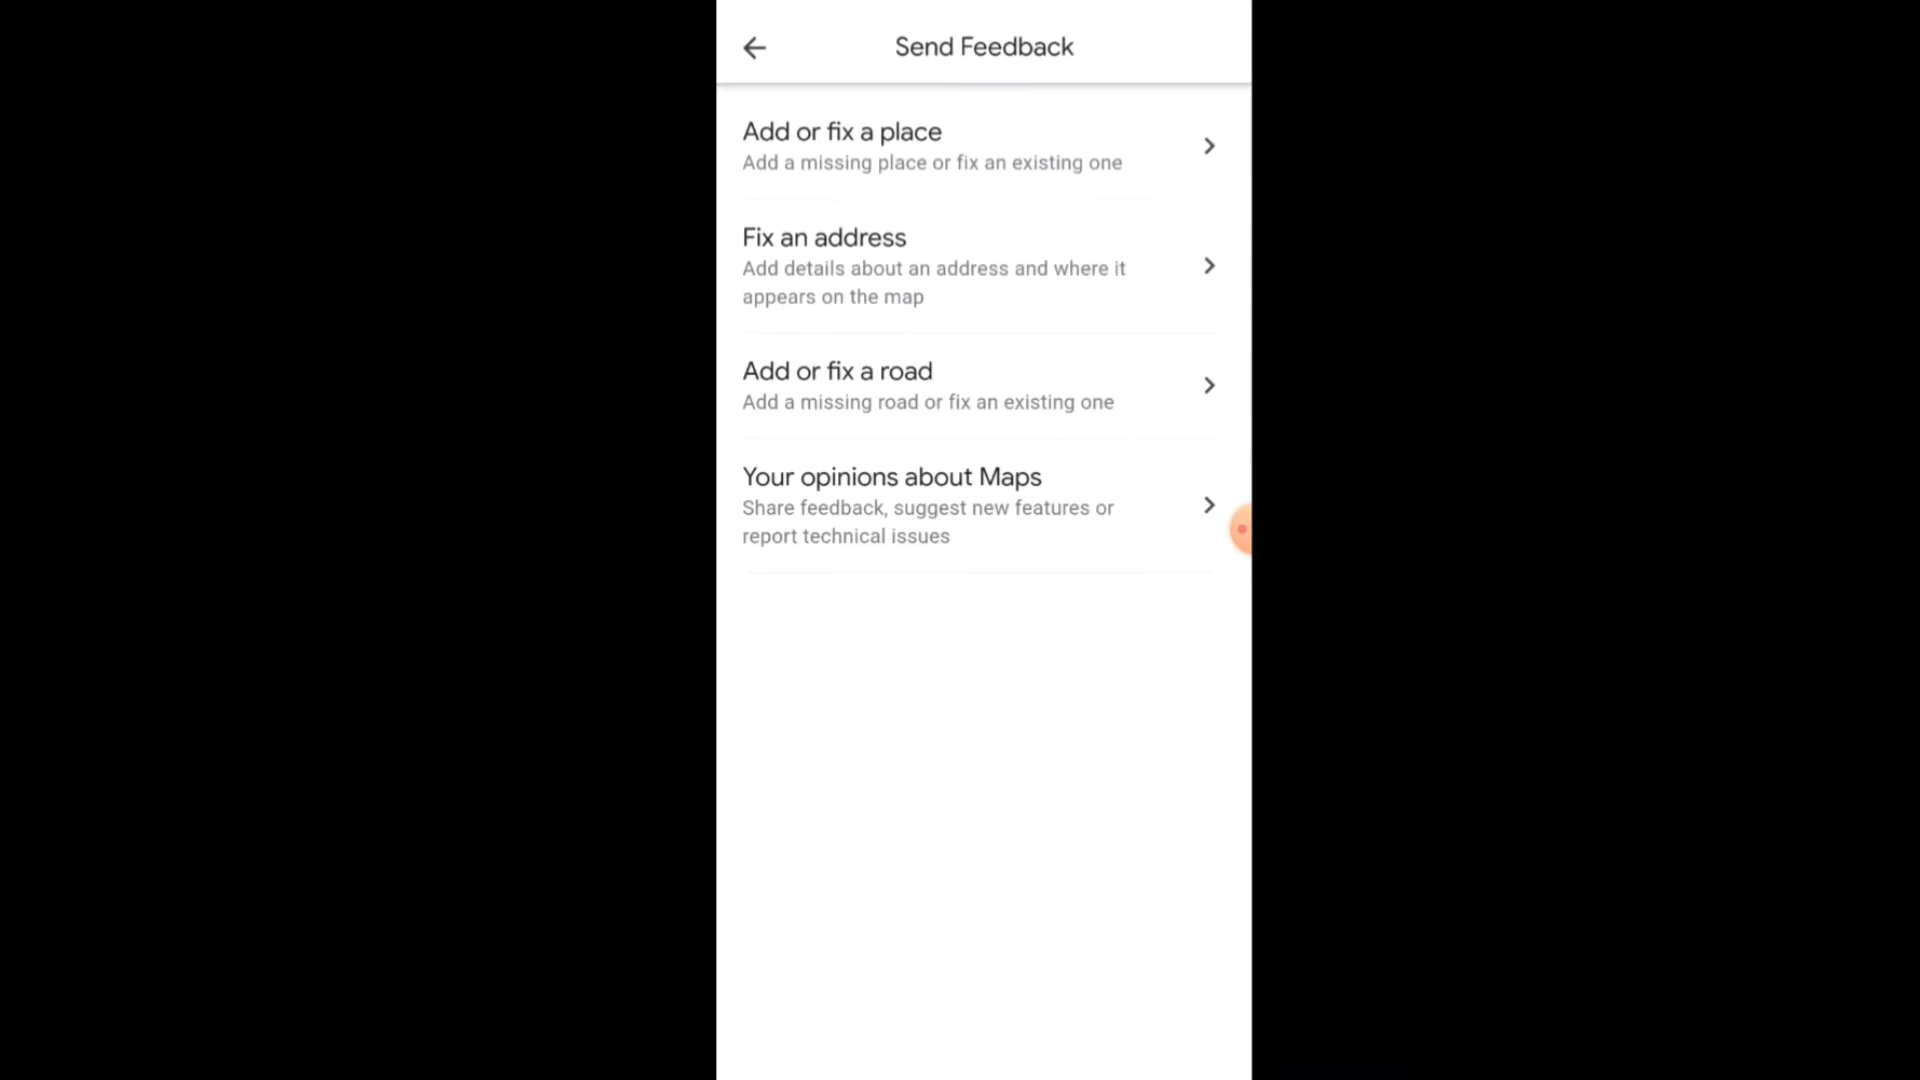 Send Feedback
Add or fix a place
Add a missing place or fix an existing one
Fix an address
Add details about an address and where it
appears on the map
Add or fix a road
Add a missing road or fix an existing one
Your opinions about Maps
Share feedback, suggest new features or
report technical issues